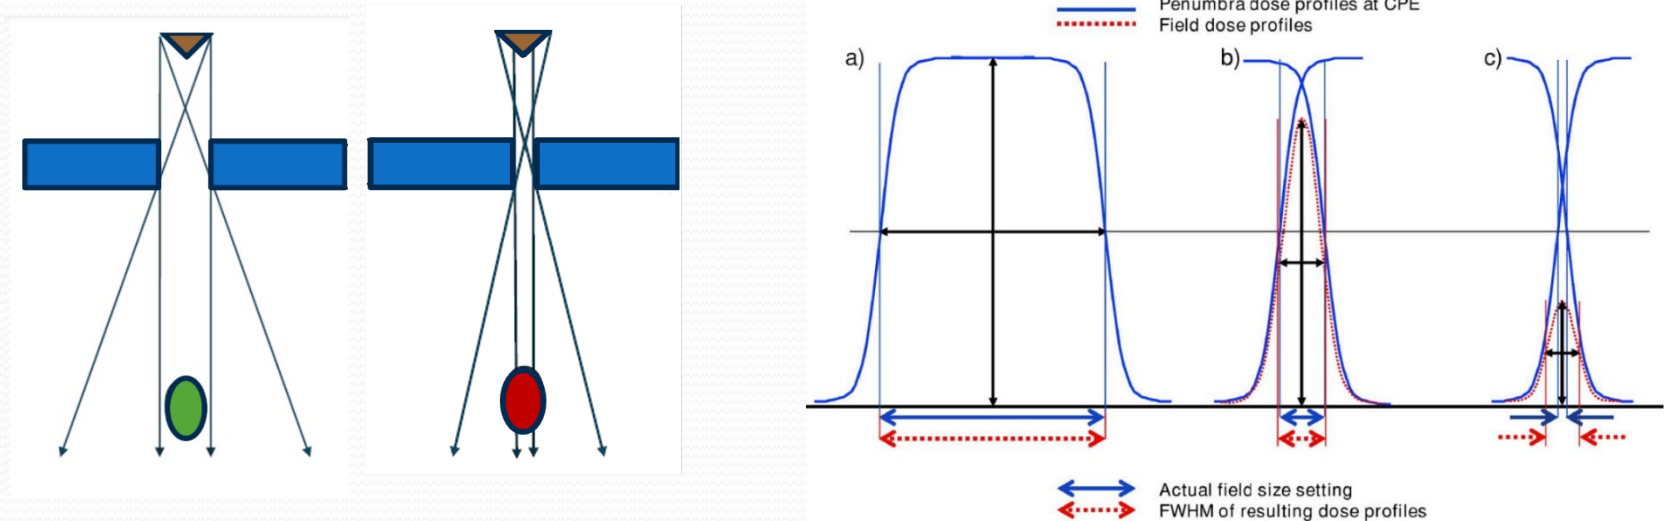 Penumbra dose profiles at CPE
Field dose profiles
a)
b)
c)
Actual field size setting
FWHM of resulting dose profiles